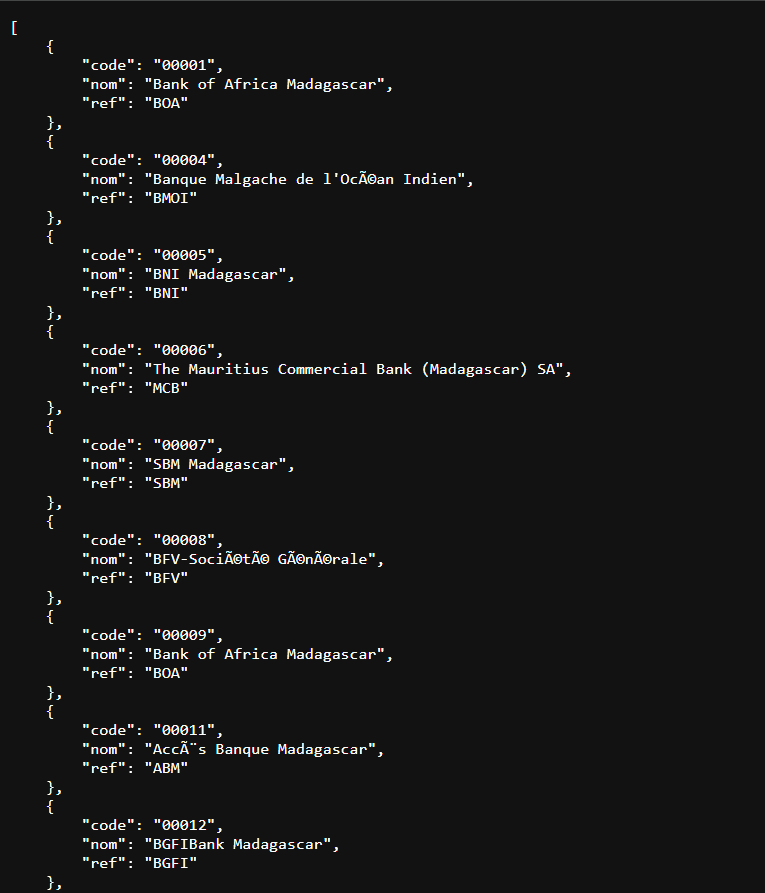 [
{
"code": "00001",
"nom": "Bank of Africa Madagascar",
"ref": "BOA"
},
{
"code": "00004",
"nom": "Banque Malgache de l'OcÃ©an Indien",
"ref": "BMOI"
},
{
"code": "00005",
"nom": "BNI Madagascar",
"ref": "BNI"
},
{
"code": "00006",
"nom": "The Mauritius Commercial Bank (Madagascar) SA",
"ref": "MCB"
},
{
"code": "00007",
"nom": "SBM Madagascar",
"ref": "SBM"
},
{
"code": "00008",
"nom": "BFV-SociÃ©tÃ© GÃ©nÃ©rale",
"ref": "BFV"
},
{
"code": "00009",
"nom": "Bank of Africa Madagascar",
"ref": "BOA"
},
{
"code": "00011",
"nom": "AccÃ¨s Banque Madagascar",
"ref": "ABM"
},
{
"code": "00012",
"nom": "BGFIBank Madagascar",
"ref": "BGFI"
},